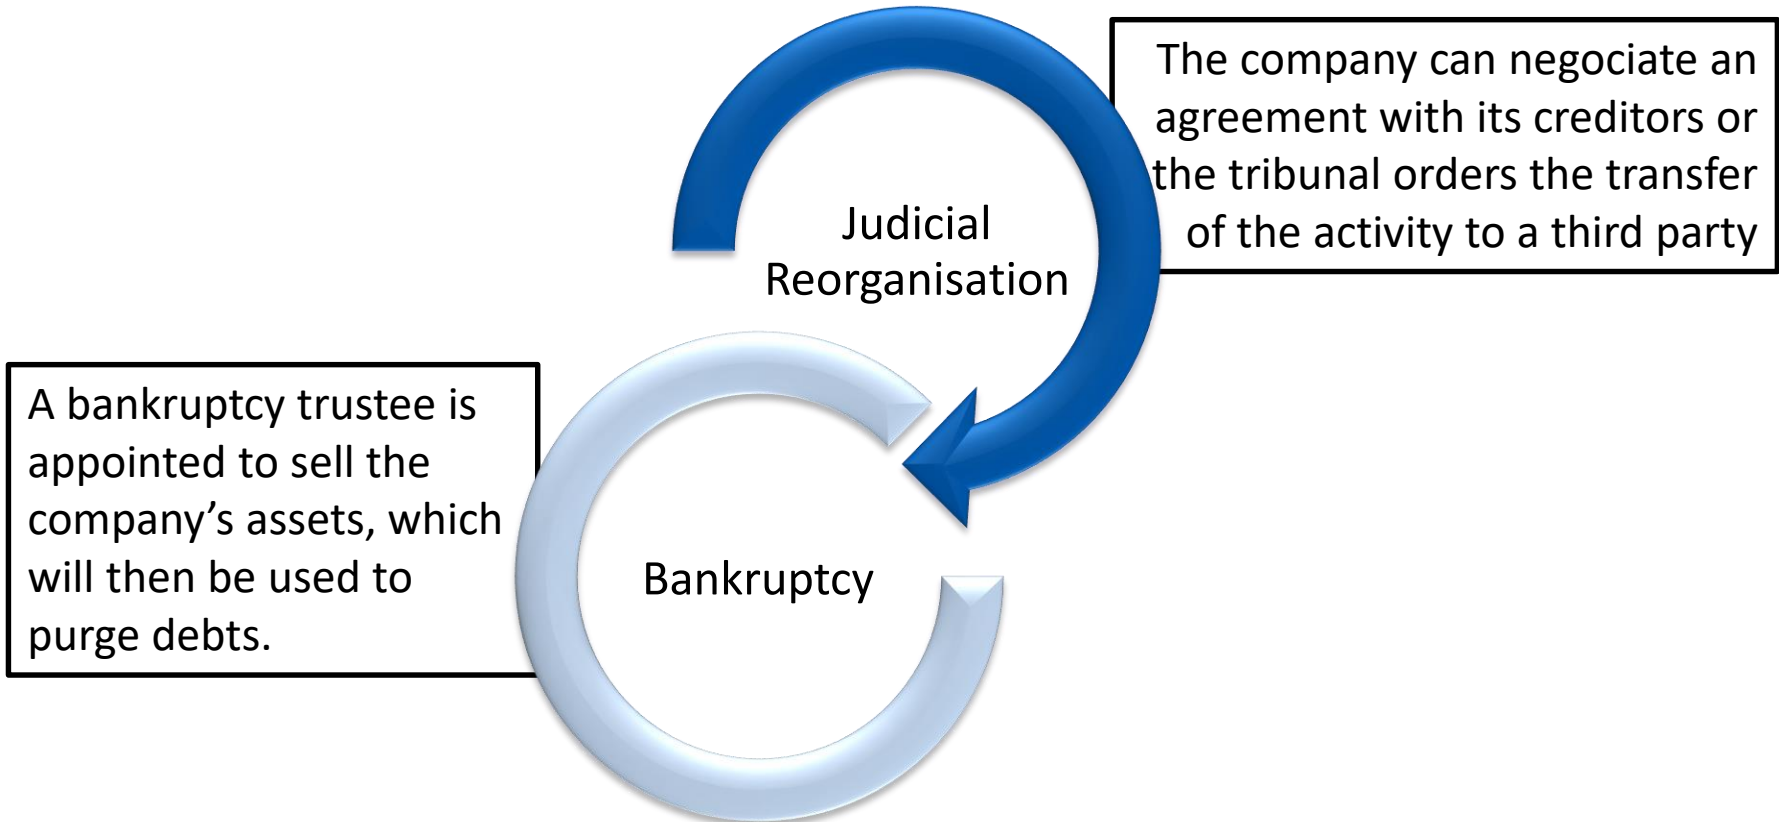 The company can negociate an
agreement with its creditors or
the tribunal orders the transfer
of the activity to a third party
Judicial
Reorganisation
A bankruptcy trustee is
appointed to sell the
company’s assets, which
will then be used to
purge debts.
Bankruptcy